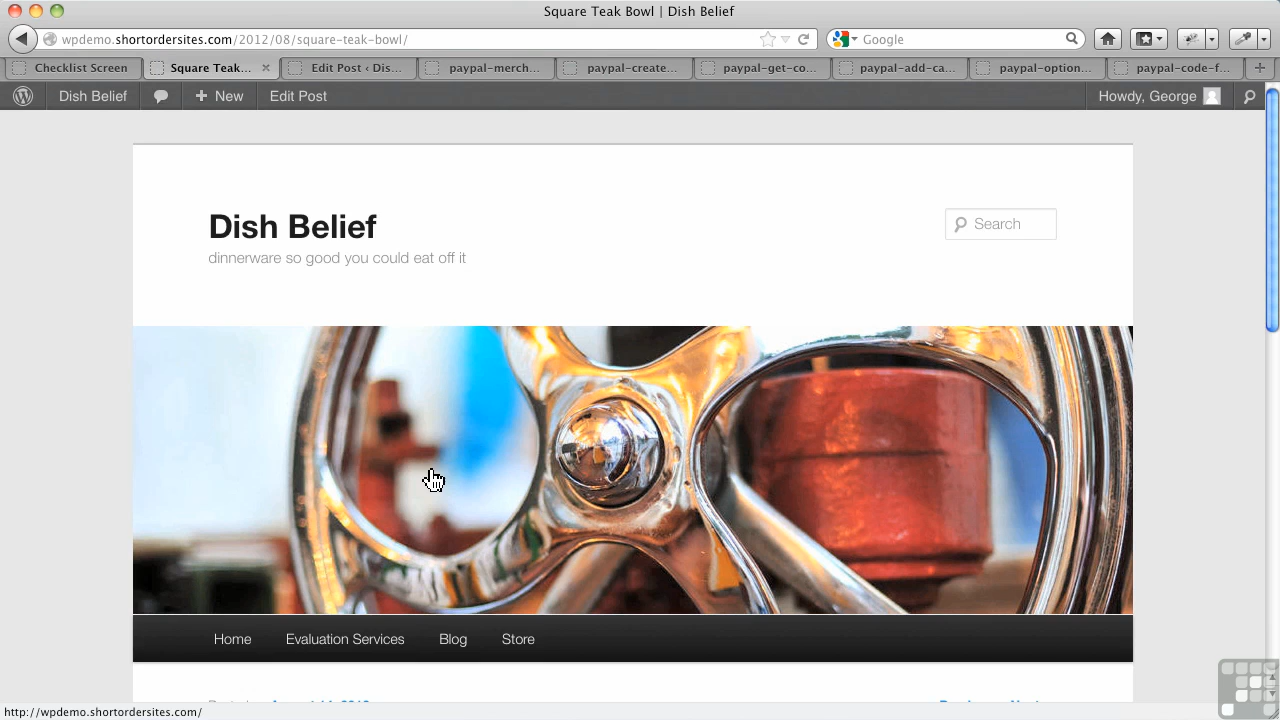 Square Teak Bowl | Dish Belief
wpdemo.shortordersites.com/2012/08/square-teak-bowl/
Google
Checklist Screen
Square Teak...
Edit Post ‹ Dis...
paypal-merch...
paypal-create...
paypal-get-co...
paypal-add-ca...
paypal-option...
paypal-code-f...
Dish Belief
New
Edit Post
Howdy, George
Dish Belief
Search
dinnerware so good you could eat off it
Home
Evaluation Services
Blog
Store
http://wpdemo.shortordersites.com/